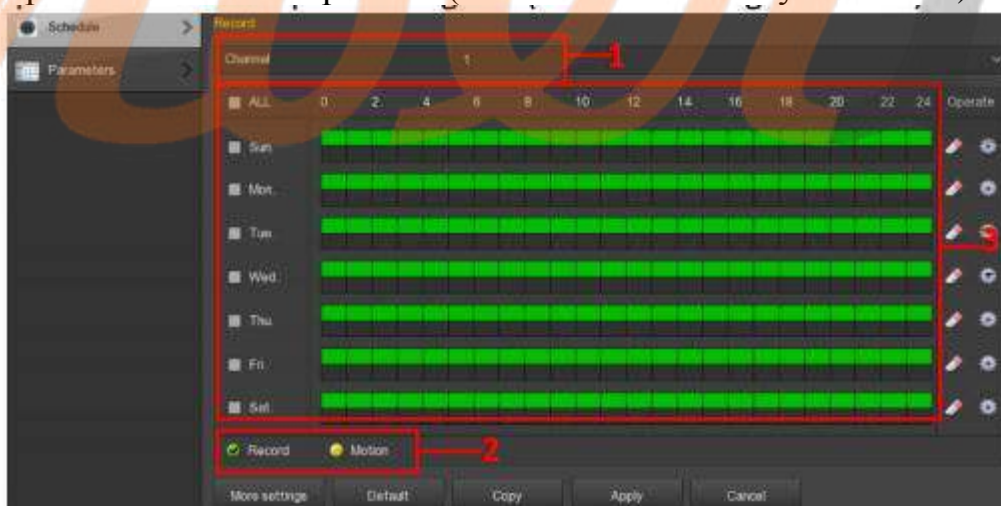 Schedule >
Record
Channel 1 1
Parameters >
ALL 0 2 4 6 8 10 12 14 16 18 20 22 24 Operate
Sun.
Mon.
Tue.
3
Wed.
Thu.
Fri.
Sat.
Record Motion 2
More settings Default Copy Apply Cancel